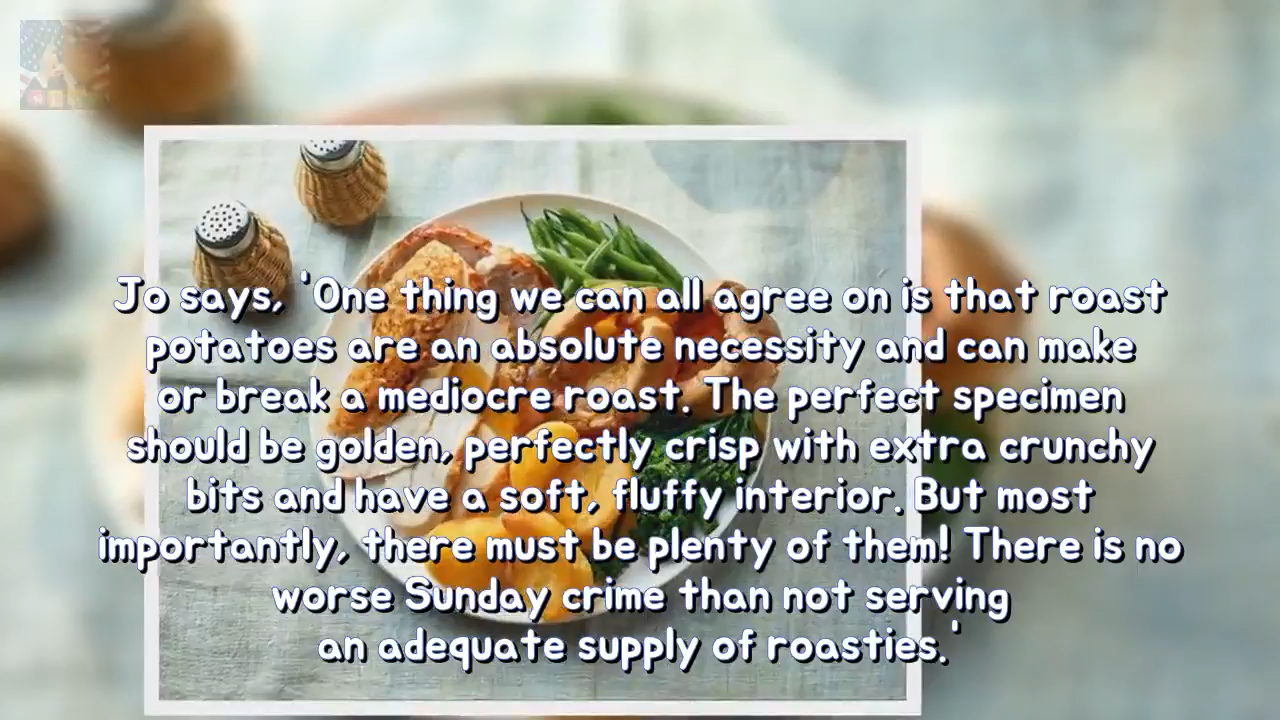 Jo says, 'One thing we can all agree on is that roast
potatoes are an absolute necessity and can make
or break a mediocre roast. The perfect specimen
should be golden, perfectly crisp with extra crunchy
bits and have a soft, fluffy interior. But most
importantly, there must be plenty of them! There is no
worse Sunday crime than not serving
an adequate supply of roasties.'